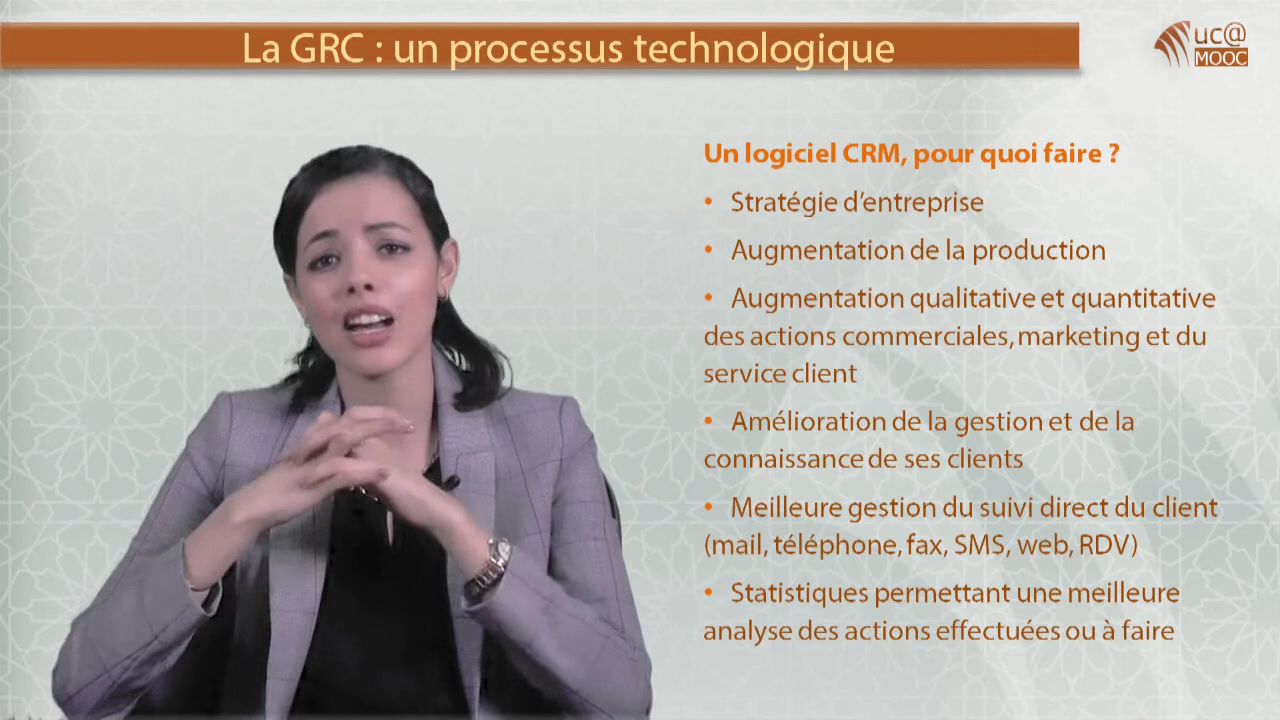 La GRC : un processus technologique
uc@
MOOC
Un logiciel CRM, pour quoi faire ?
• Stratégie d'entreprise
• Augmentation de la production
• Augmentation qualitative et quantitative
des actions commerciales, marketing et du
service client
• Amélioration de la gestion et de la
connaissance de ses clients
• Meilleure gestion du suivi direct du client
(mail, téléphone, fax, SMS, web, RDV)
• Statistiques permettant une meilleure
analyse des actions effectuées ou à faire